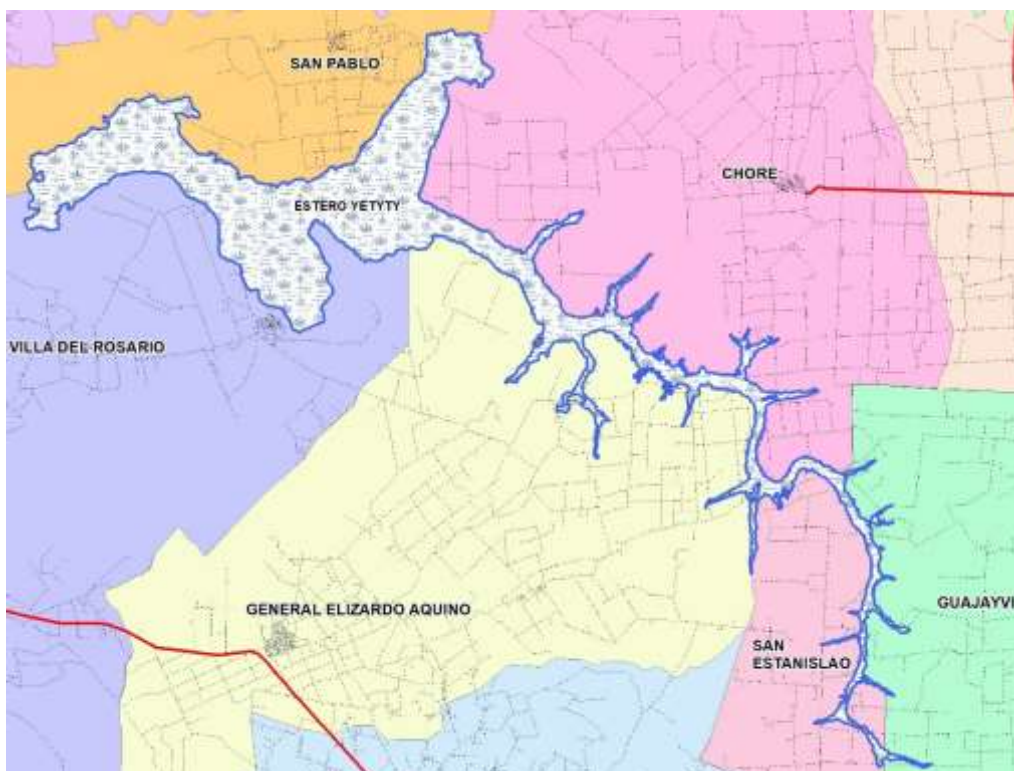 SAN PABLO
CHORE
ESTERO YETYTY
VILLA DEL ROSARIO
GENERAL ELIZARDO AQUINO
GUAJAYVI
SAN
ESTANISLAO